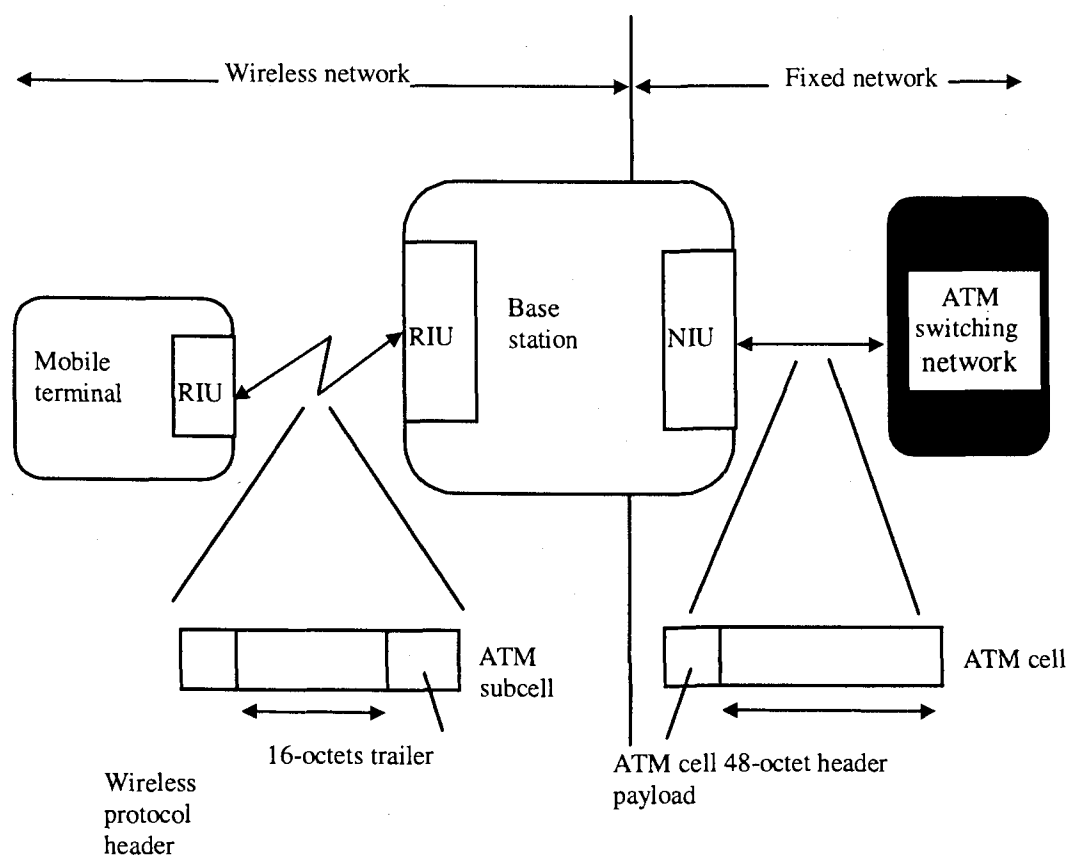 Wireless network
Fixed network
Mobile
terminal
RIU
RIU
Base
station
NIU
ATM
switching
network
ATM
subcell
ATM cell
16-octets trailer
ATM cell 48-octet header
payload
Wireless
protocol
header